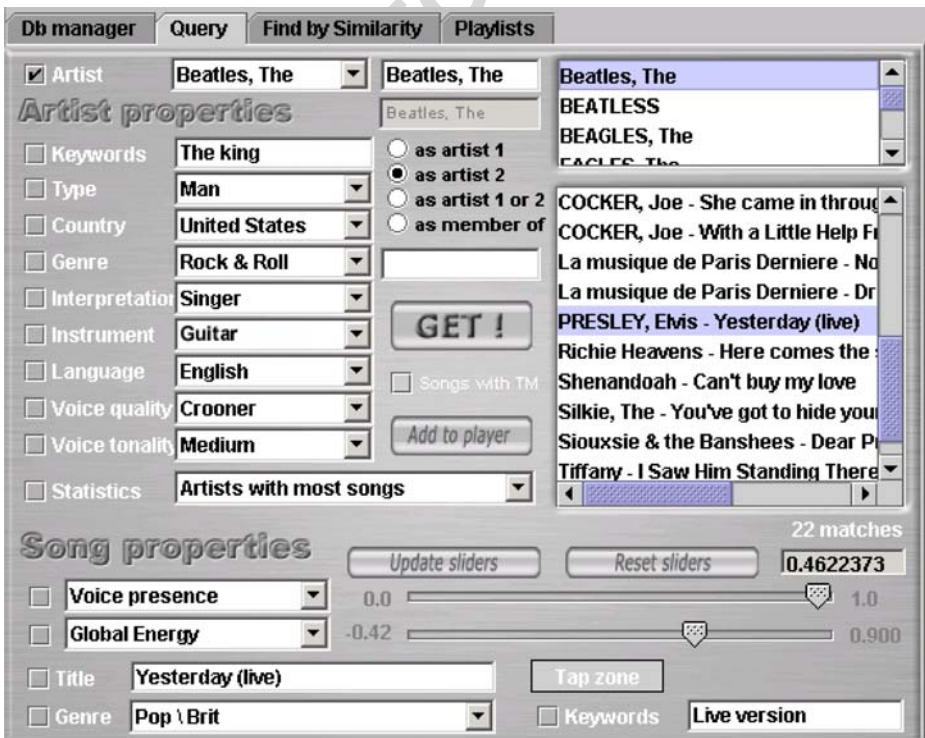 Db manager Query Find by Similarity Playlists
Artist Beatles, The Beatles, The
Artist properties Beatles, The
Keywords The king as artist 1
Type Man as artist 2
as artist 1 or 2
Country United States as member of
Genre Rock & Roll
Interpretation Singer
Instrument Guitar
GET !
Language English
Songs with TM
Voice quality Crooner
Voice tonality Medium
Add to player
Statistics Artists with most songs
Beatles, The
BEATLESS
BEAGLES, The
EAGLES, The
COCKER, Joe - She came in throug
COCKER, Joe - With a Little Help Fr
La musique de Paris Derniere - No
La musique de Paris Derniere - Dr
PRESLEY, Elvis - Yesterday (live)
Richie Heavens - Here comes the
Shenandoah - Can't buy my love
Silkie, The - You've got to hide your
Siouxsie & the Banshees - Dear Pr
Tiffany - I Saw Him Standing There
22 matches
Song properties Update sliders Reset sliders 0.4622373
Voice presence 0.0 1.0
Global Energy -0.42 0.900
Title Yesterday (live) Tap zone
Genre Pop \ Brit Keywords Live version